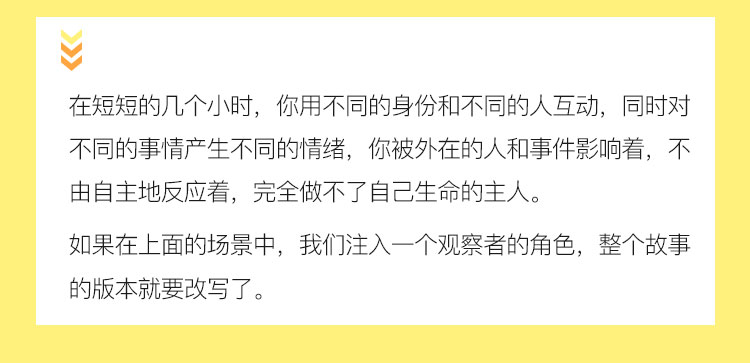 在短短的几个小时，你用不同的身份和不同的人互动，同时对
不同的事情产生不同的情绪，你被外在的人和事件影响着，不
由自主地反应着，完全做不了自己生命的主人。
如果在上面的场景中，我们注入一个观察者的角色，整个故事
的版本就要改写了。